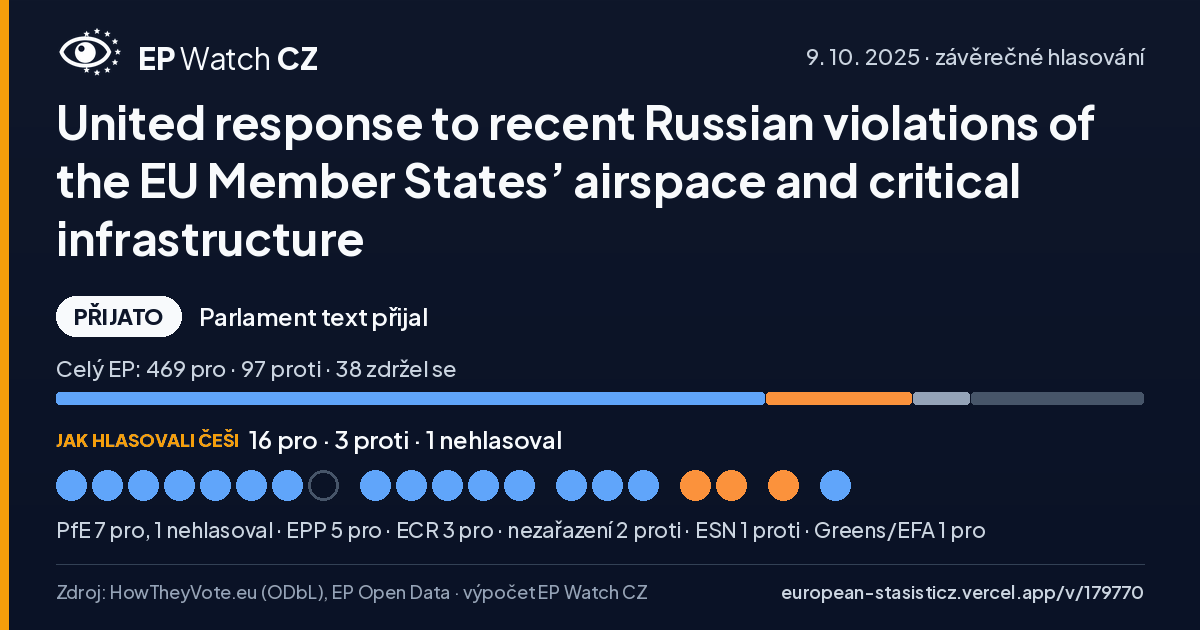 EP Watch CZ
9. 10. 2025 · závěrečné hlasování
United response to recent Russian violations of
the EU Member States’ airspace and critical
infrastructure
PŘIJATO Parlament text přijal
Celý EP: 469 pro · 97 proti · 38 zdržel se
JAK HLASOVALI ČEŠI 16 pro · 3 proti · 1 nehlasoval
PfE 7 pro, 1 nehlasoval · EPP 5 pro · ECR 3 pro · nezařazení 2 proti · ESN 1 proti · Greens/EFA 1 pro
Zdroj: HowTheyVote.eu (ODbL), EP Open Data · výpočet EP Watch CZ
european-stasisticz.vercel.app/v/179770